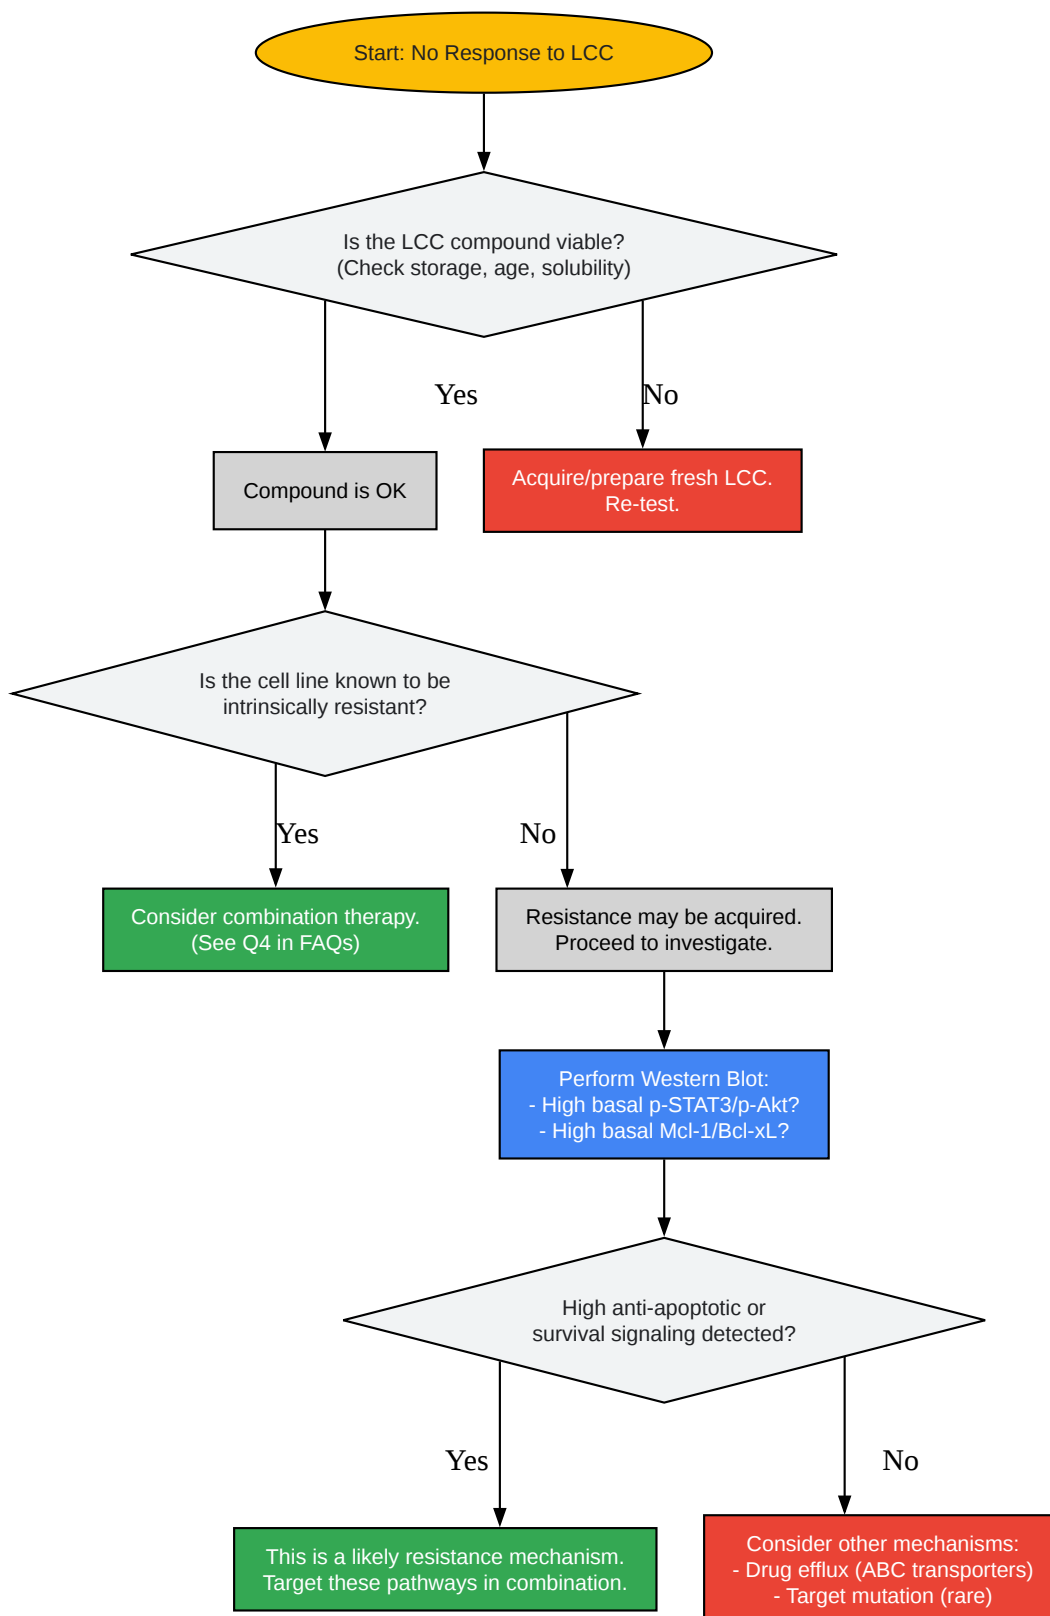 Start: No Response to LCC
Is the LCC compound viable?
(Check storage, age, solubility)
Yes
No
Compound is OK
Acquire/prepare fresh LCC.
Re-test.
Is the cell line known to be
intrinsically resistant?
Yes
No
Consider combination therapy.
(See Q4 in FAQs)
Resistance may be acquired.
Proceed to investigate.
Perform Western Blot:
- High basal p-STAT3/p-Akt?
- High basal Mcl-1/Bcl-xL?
High anti-apoptotic or
survival signaling detected?
Yes
No
This is a likely resistance mechanism.
Target these pathways in combination.
Consider other mechanisms:
- Drug efflux (ABC transporters)
- Target mutation (rare)